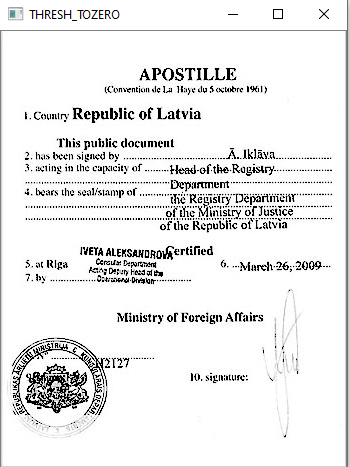 THRESH_TOZERO
APOSTILLE
(Convention de La Haye du 5 octobre 1961)
1. Country Republic of Latvia
This public document
2. has been signed by Ā. Iklāva
3. acting in the capacity of Head of the Registry
Department
4. bears the seal/stamp of the Registry Department
of the Ministry of Justice
of the Republic of Latvia
Certified
5. at Riga
6. March 26, 2009
7. by
IVETA ALEKSANDROVA
Consular Department
Acting Deputy Head of the
Operational Division
Ministry of Foreign Affairs
12127
10. signature: